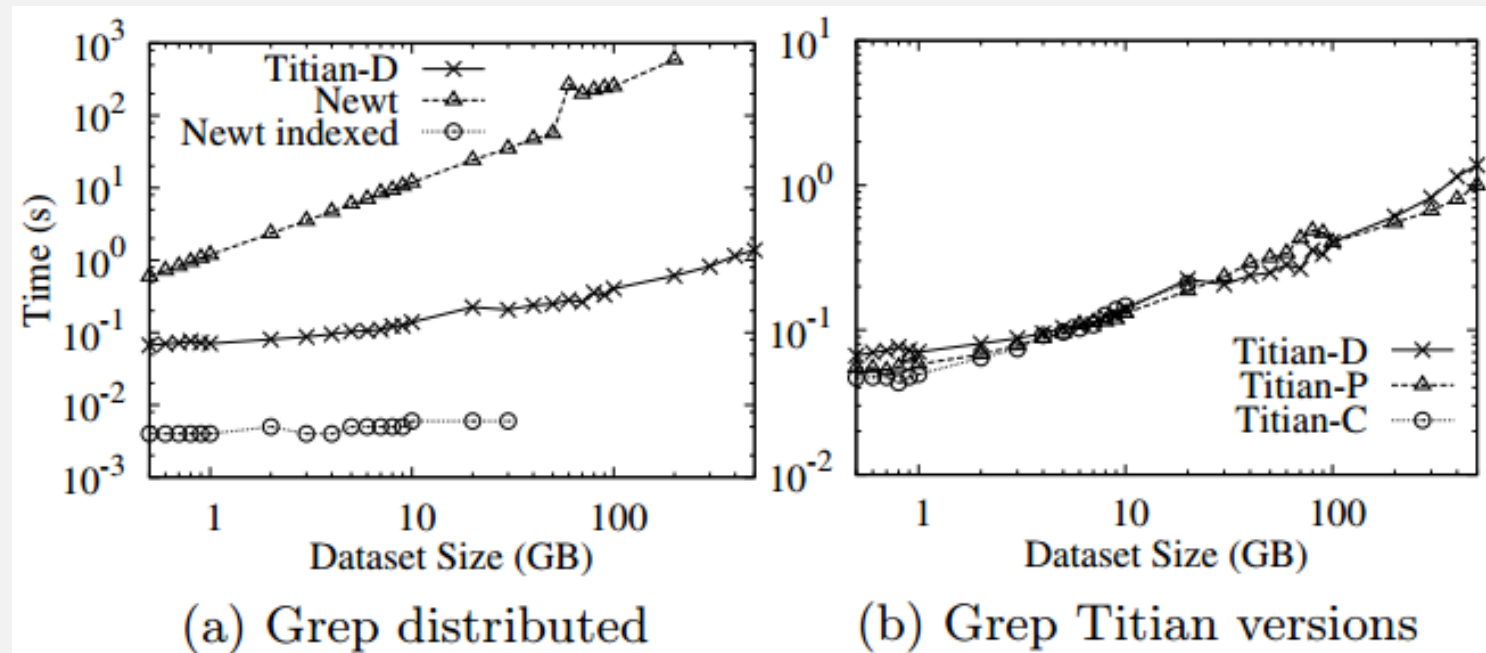 Time (s)
10^3
10^2
10^1
10^0
10^-1
10^-2
10^-3
Titian-D
Newt
Newt indexed
1 10 100
Dataset Size (GB)
(a) Grep distributed
10^1
10^0
10^-1
10^-2
Titian-D
Titian-P
Titian-C
1 10 100
Dataset Size (GB)
(b) Grep Titian versions